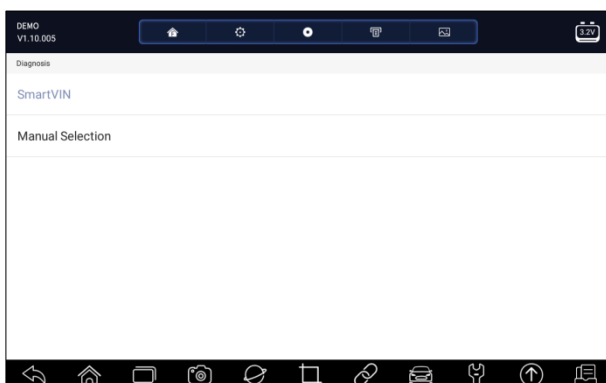 DEMO
V1.10.005
3.2V
Diagnosis
SmartVIN
Manual Selection